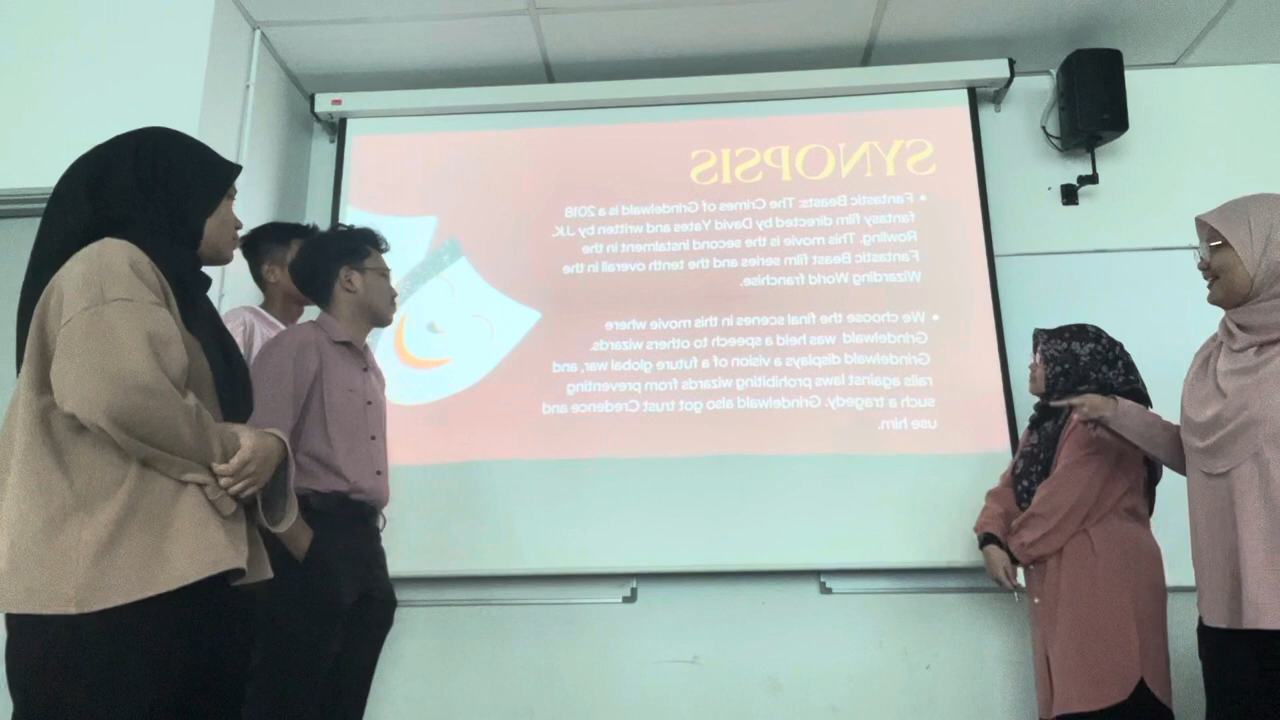 SYNOPSIS
• Fantastic Beasts: The Crimes of Grindelwald is a 2018
fantasy film directed by David Yates and written by J.K.
Rowling. This movie is the second instalment in the
Fantastic Beast film series and the tenth overall in the
Wizarding World franchise.
• We choose the final scenes in this movie where
Grindelwald was held a speech to others wizards.
Grindelwald displays a vision of a future global war, and
rails against laws prohibiting wizards from preventing
such a tragedy. Grindelwald also got trust Credence and
use him.